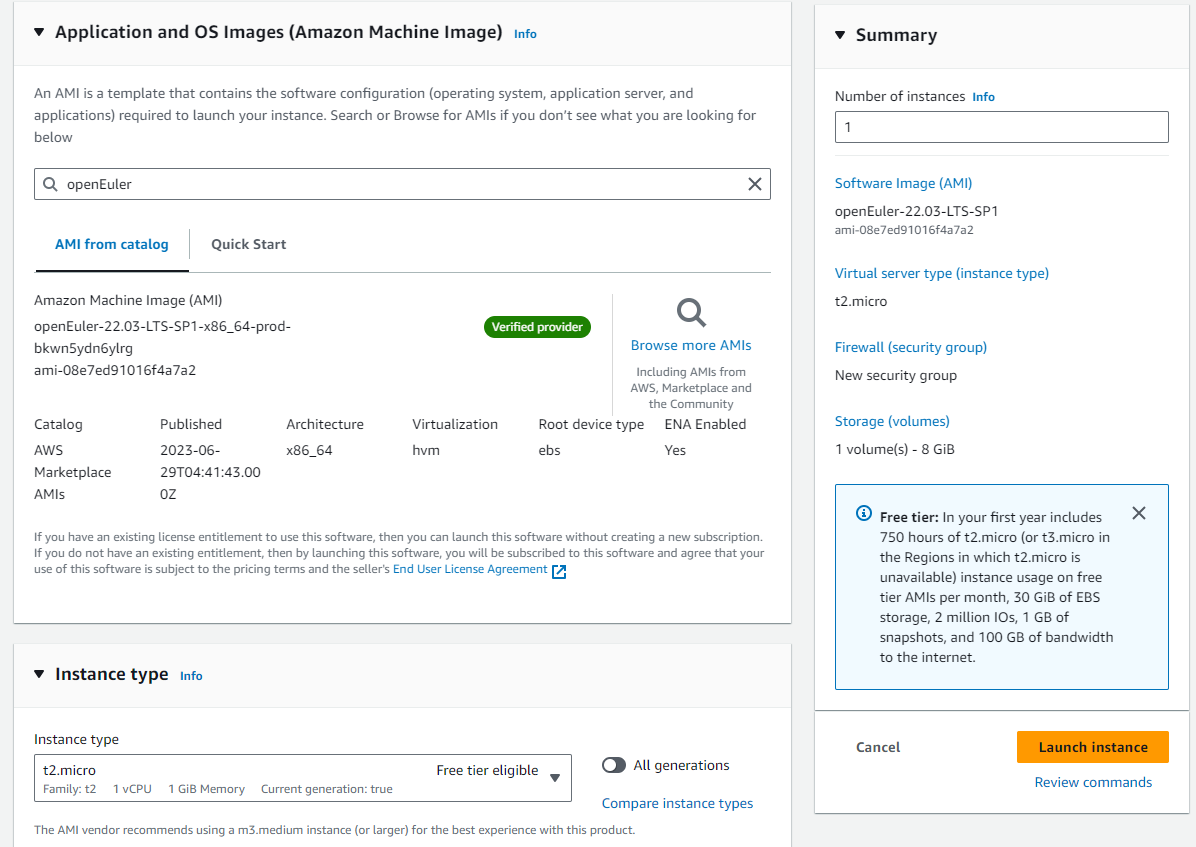 Application and OS Images (Amazon Machine Image) Info
An AMI is a template that contains the software configuration (operating system, application server, and
applications) required to launch your instance. Search or Browse for AMIs if you don’t see what you are looking for
below
openEuler
AMI from catalog
Quick Start
Amazon Machine Image (AMI)
openEuler-22.03-LTS-SP1-x86_64-prod-
bkwn5ydn6ylrg
ami-08e7ed91016f4a7a2
Verified provider
Browse more AMIs
Including AMIs from
AWS, Marketplace and
the Community
Catalog
AWS
Marketplace
AMIs
Published
2023-06-
29T04:41:43.00
0Z
Architecture
x86_64
Virtualization
hvm
Root device type
ebs
ENA Enabled
Yes
If you have an existing license entitlement to use this software, then you can launch this software without creating a new subscription.
If you do not have an existing entitlement, then by launching this software, you will be subscribed to this software and agree that your
use of this software is subject to the pricing terms and the seller's End User License Agreement
Instance type Info
Instance type
t2.micro
Free tier eligible
Family: t2 1 vCPU 1 GiB Memory Current generation: true
All generations
Compare instance types
The AMI vendor recommends using a m3.medium instance (or larger) for the best experience with this product.
Summary
Number of instances Info
1
Software Image (AMI)
openEuler-22.03-LTS-SP1
ami-08e7ed91016f4a7a2
Virtual server type (instance type)
t2.micro
Firewall (security group)
New security group
Storage (volumes)
1 volume(s) - 8 GiB
Free tier: In your first year includes
750 hours of t2.micro (or t3.micro in
the Regions in which t2.micro is
unavailable) instance usage on free
tier AMIs per month, 30 GiB of EBS
storage, 2 million IOs, 1 GB of
snapshots, and 100 GB of bandwidth
to the internet.
Cancel
Launch instance
Review commands